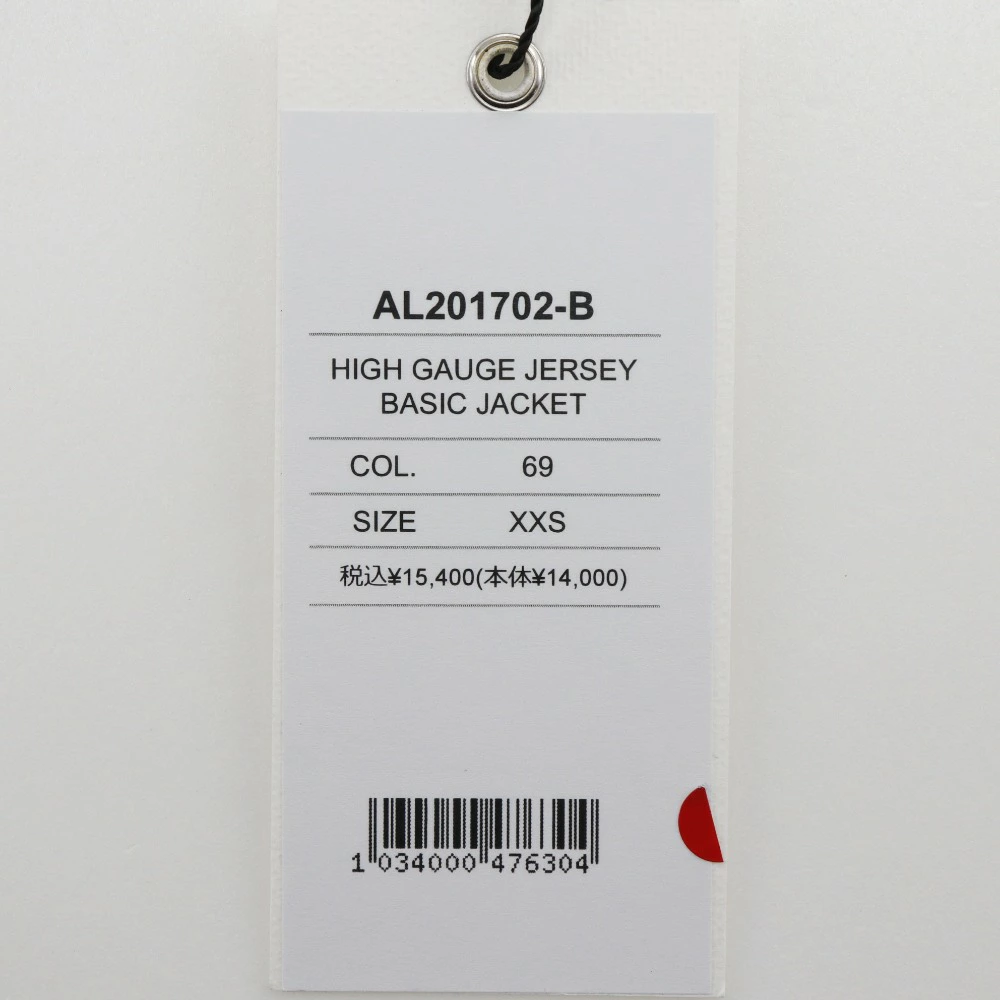 AL201702-B
HIGH GAUGE JERSEY
BASIC JACKET
COL. 69
SIZE XXS
税込¥15,400(本体¥14,000)
1 034000 476304